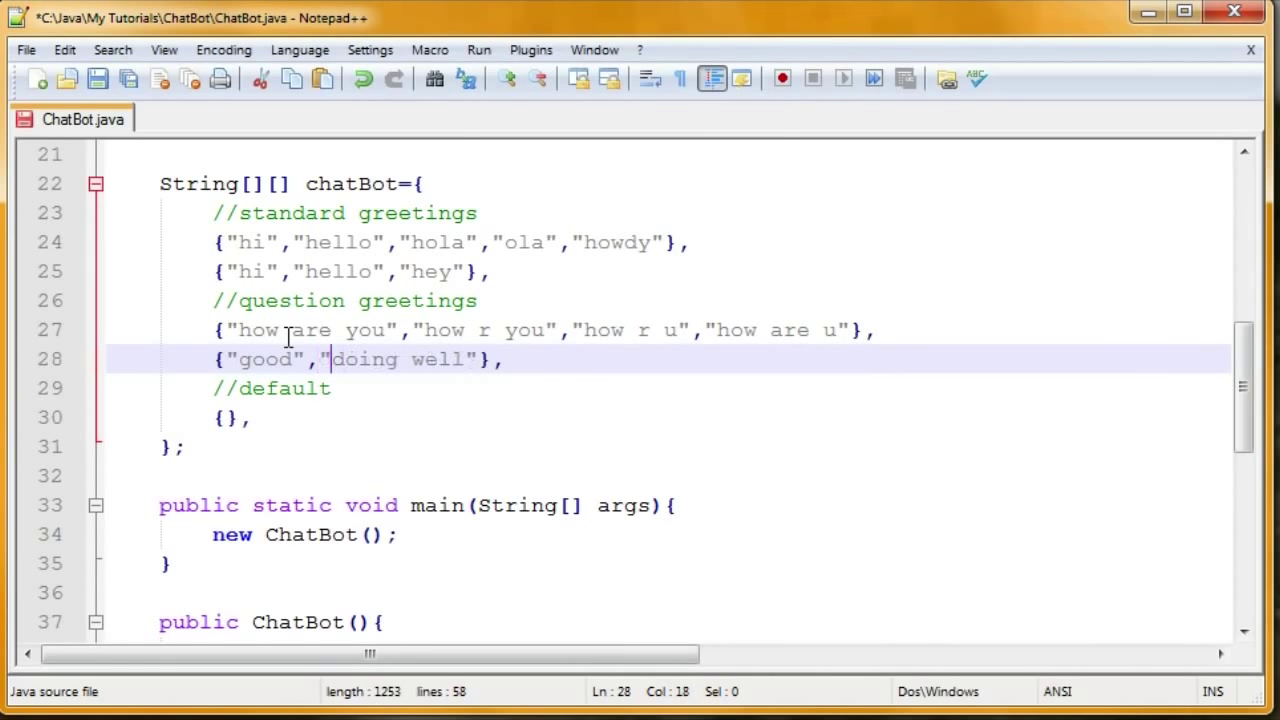 *C:\Java\My Tutorials\ChatBot\ChatBot.java - Notepad++
File Edit Search View Encoding Language Settings Macro Run Plugins Window ? X
ABC
ChatBot.java
21
22 String[][] chatBot={
23 //standard greetings
24 {"hi","hello","hola","ola","howdy"},
25 {"hi","hello","hey"},
26 //question greetings
27 {"how are you","how r you","how r u","how are u"},
28 {"good","doing well"},
29 //default
30 {},
31 };
32
33 public static void main(String[] args){
34 new ChatBot();
35 }
36
37 public ChatBot(){
Java source file length : 1253 lines : 58 Ln : 28 Col : 18 Sel : 0 Dos\Windows ANSI INS